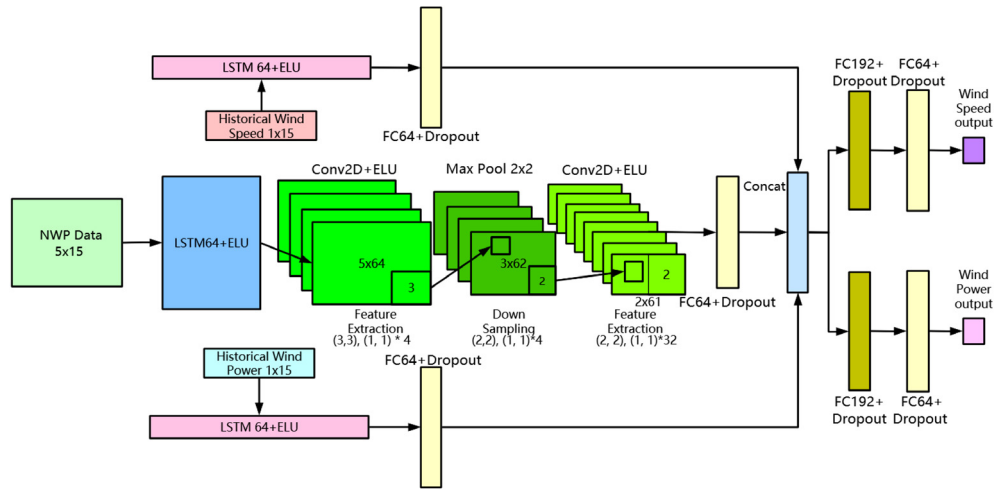 LSTM 64+ELU
Historical Wind
Speed 1x15
FC64+Dropout
FC192+
Dropout
FC64+
Dropout
Wind
Speed
output
NWP Data
5x15
LSTM64+ELU
Conv2D+ELU
5x64
3
Feature
Extraction
(3,3), (1, 1) * 4
Max Pool 2x2
3x62
2
Down
Sampling
(2,2), (1, 1)*4
Conv2D+ELU
2
2x61
Feature
Extraction
(2, 2), (1, 1)*32
FC64+Dropout
Concat
Historical Wind
Power 1x15
LSTM 64+ELU
FC64+Dropout
FC192+
Dropout
FC64+
Dropout
Wind
Power
output